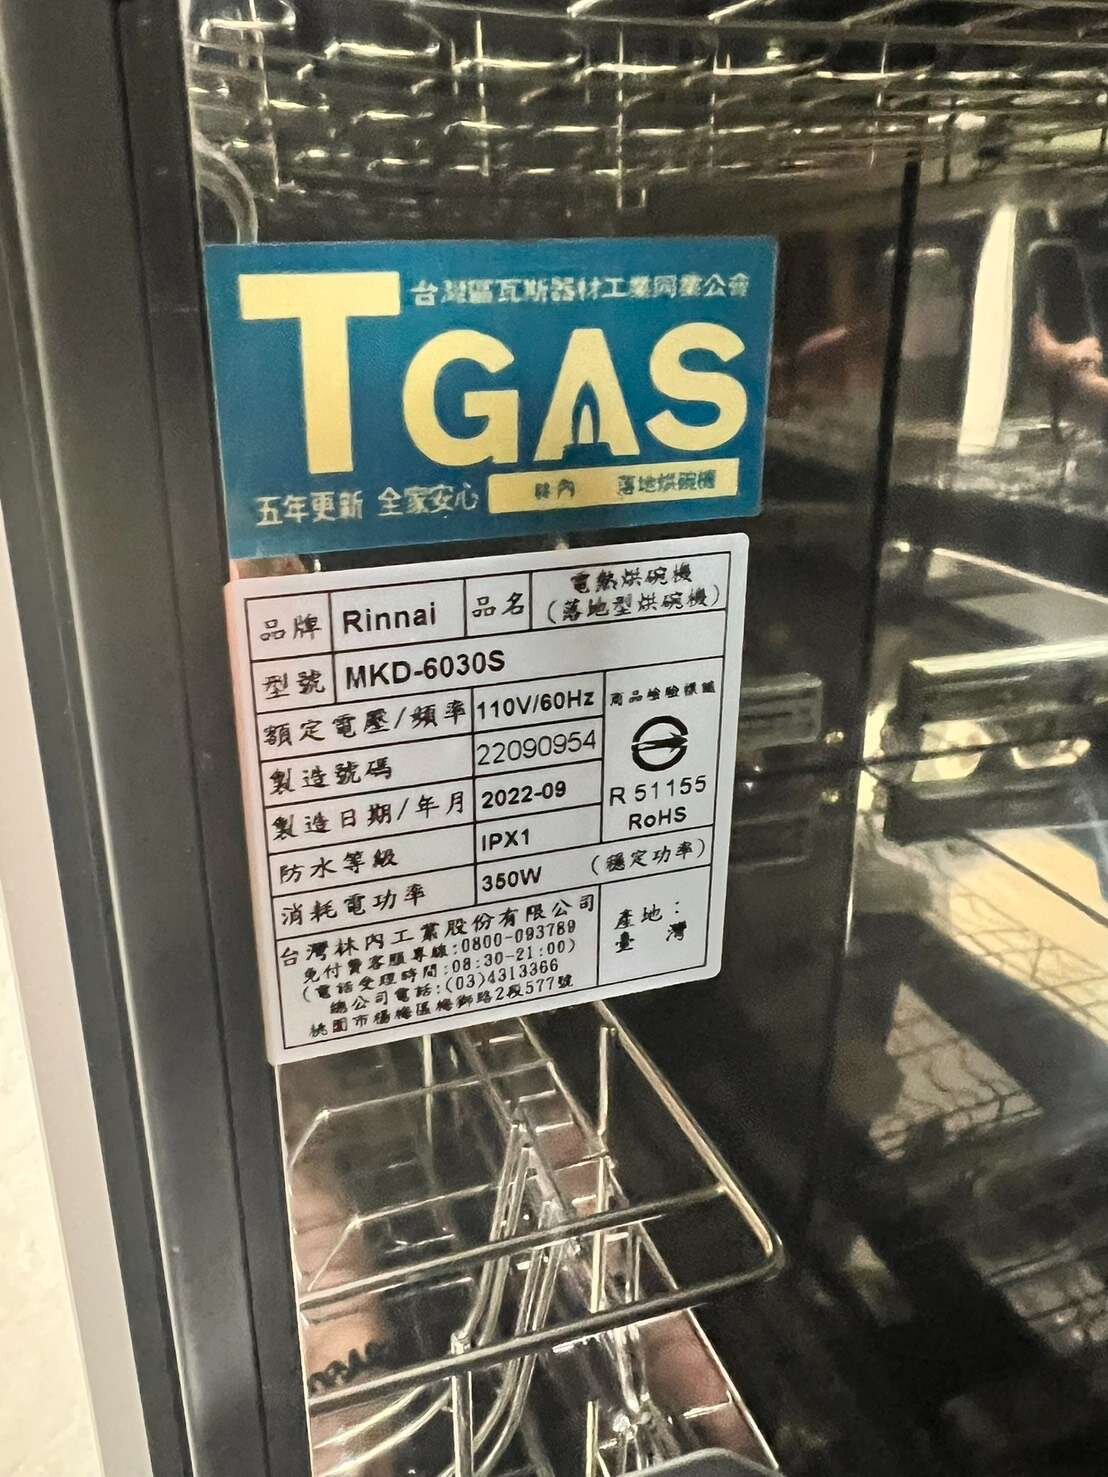 台灣區瓦斯器材工業同業公會
TGAS
五年更新 全家安心
林內 落地烘碗機
品牌 Rinnai 品名 電熱烘碗機
(落地型烘碗機)
型號 MKD-6030S
額定電壓/頻率 110V/60Hz 商品檢驗標識
製造號碼 22090954
製造日期/年月 2022-09 R 51155
RoHS
防水等級 IPX1
消耗電功率 350W (穩定功率)
台灣林內工業股份有限公司
免付費客服專線:0800-093789
(電話受理時間:08:30-21:00)
總公司電話:(03)4313366
桃園市楊梅區梅獅路2段577號
產地:
臺灣